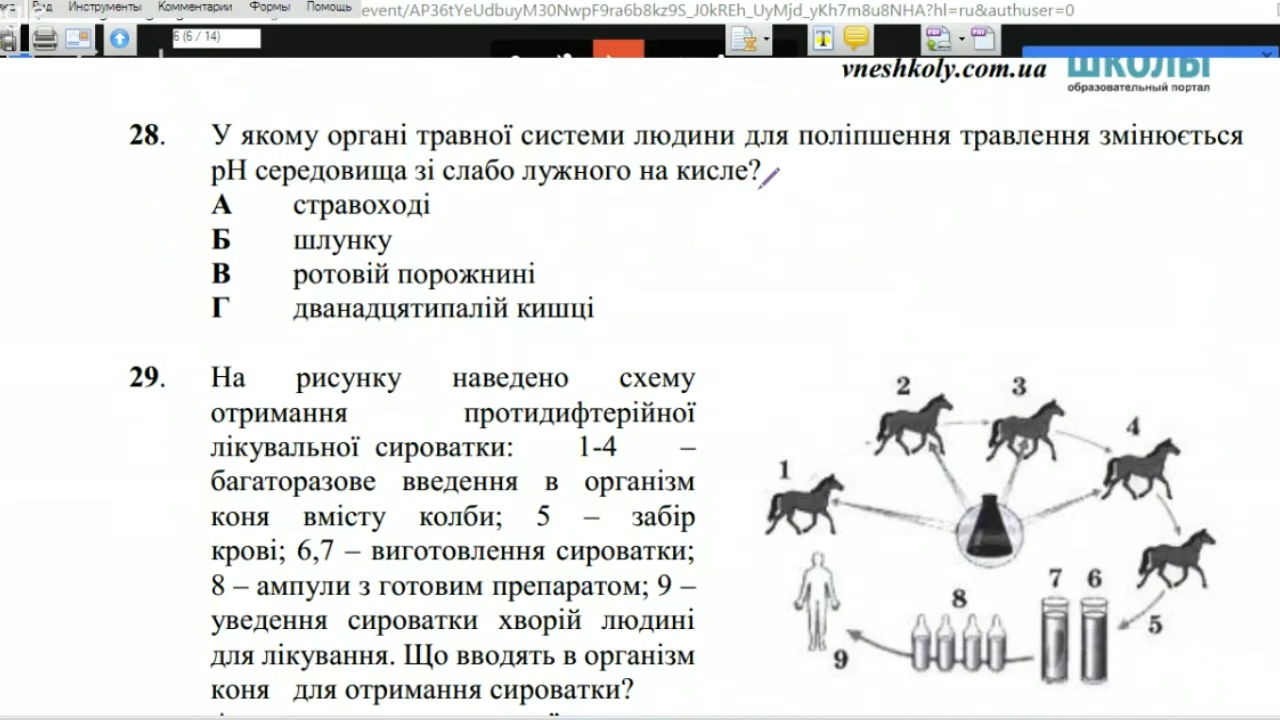 Вид Инструменты Комментарии Формы Помощь
event/AP36tYeUdbuyM30NwpF9ra6b8kz9S_J0kREh_UyMjd_yKh7m8u8NHA?hl=ru&authuser=0
6 (6 / 14)
vneshkoly.com.ua
ШКОЛЫ
образовательный портал
28. У якому органі травної системи людини для поліпшення травлення змінюється
рН середовища зі слабо лужного на кисле?
А стравоході
Б шлунку
В ротовій порожнині
Г дванадцятипалій кишці
29. На рисунку наведено схему
отримання протидифтерійної
лікувальної сироватки: 1-4 –
багаторазове введення в організм
коня вмісту колби; 5 – забір
крові; 6,7 – виготовлення сироватки;
8 – ампули з готовим препаратом; 9 –
уведення сироватки хворій людині
для лікування. Що вводять в організм
коня для отримання сироватки?
1
2
3
4
5
6
7
8
9